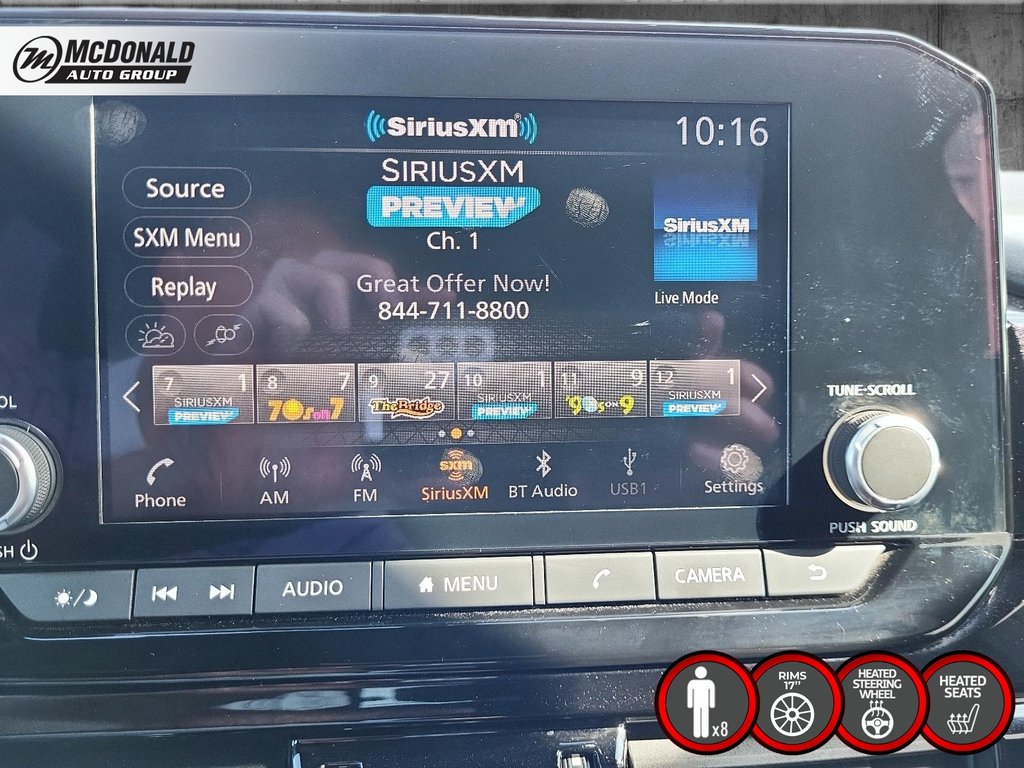 McDONALD
AUTO GROUP
SiriusXM
10:16
SIRIUSXM
PREVIEW
Ch. 1
Great Offer Now!
844-711-8800
Source
SXM Menu
Replay
SiriusXM
Live Mode
7 1
SIRIUSXM
PREVIEW
8 7
70s on 7
9 27
The Bridge
10 1
SIRIUSXM
PREVIEW
11 9
'90s on 9
12 1
SIRIUSXM
PREVIEW
sxm
Phone AM FM SiriusXM BT Audio USB1 Settings
TUNE·SCROLL
PUSH SOUND
AUDIO MENU CAMERA
x8
RIMS
17"
HEATED
STEERING
WHEEL
HEATED
SEATS